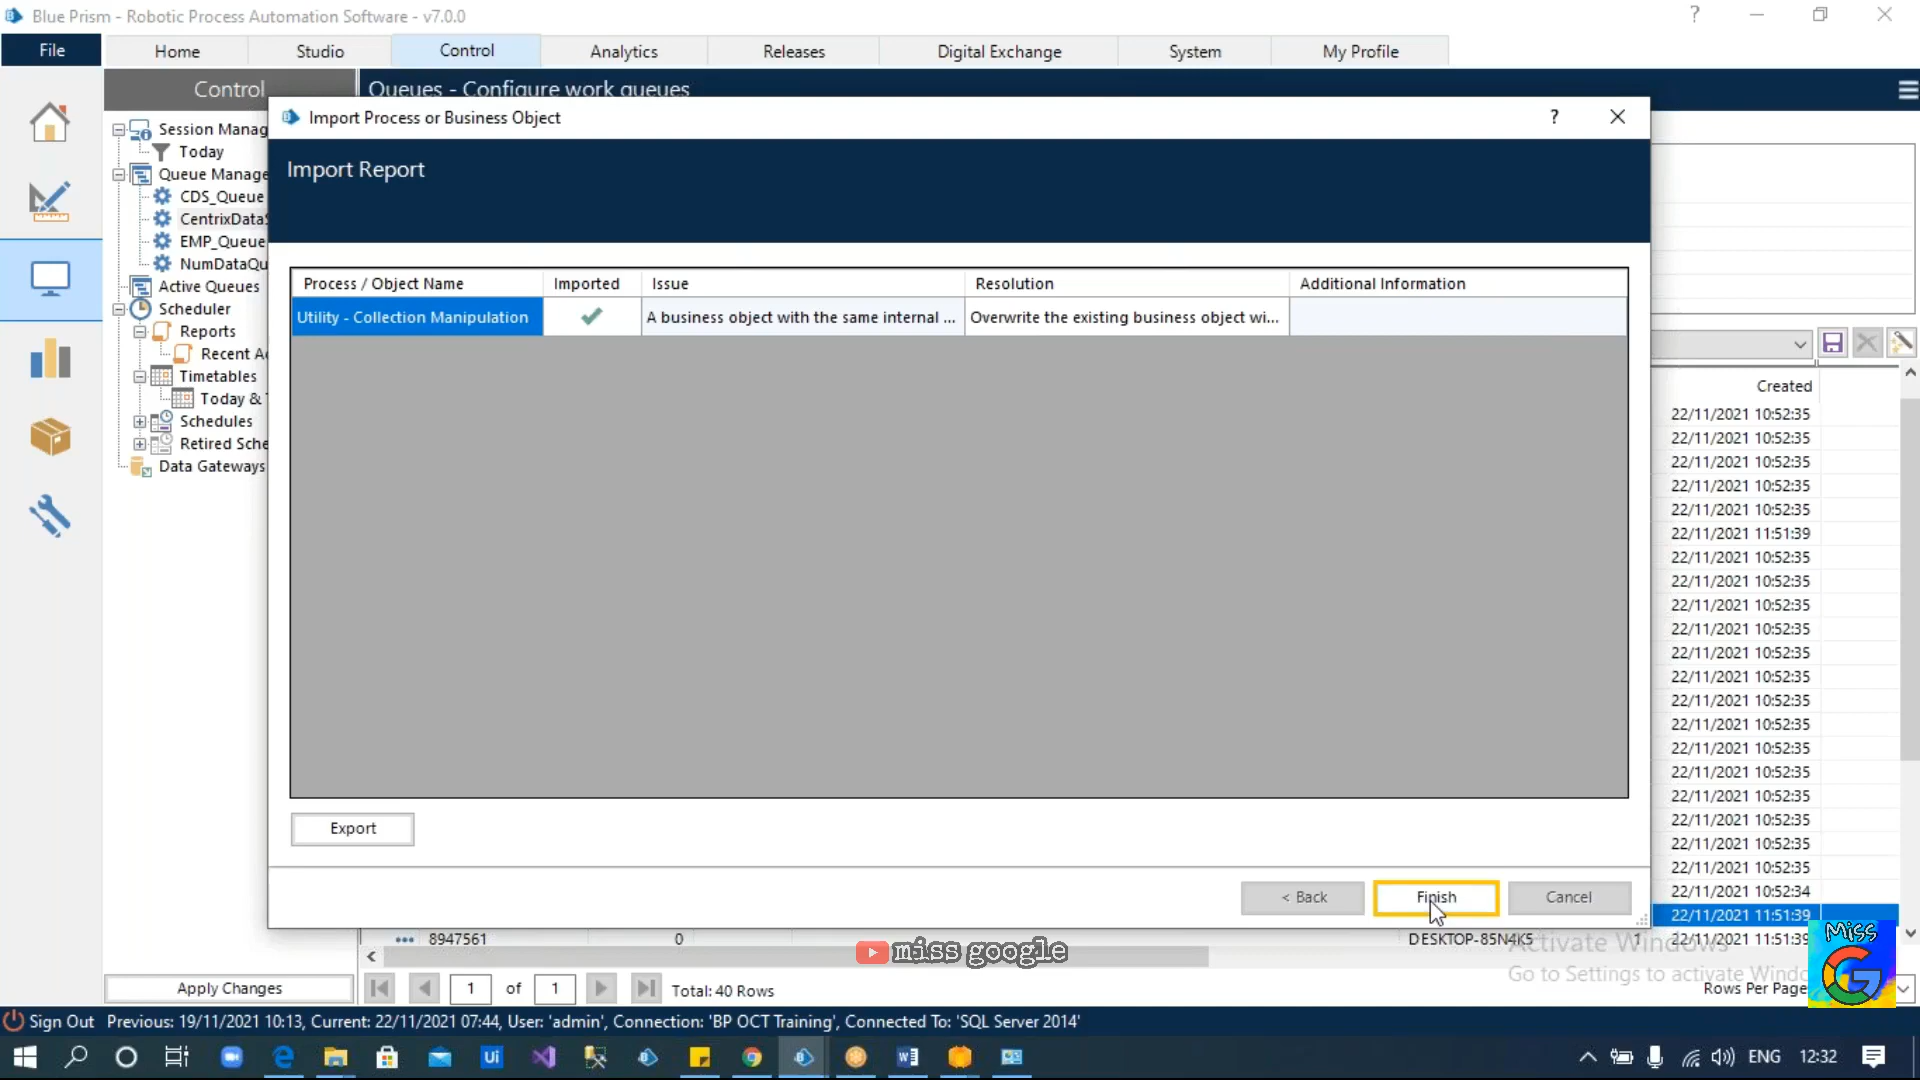 Blue Prism - Robotic Process Automation Software - v7.0.0
?
File
Home
Studio
Control
Analytics
Releases
Digital Exchange
System
My Profile
Control
Queues - Configure work queues
Session Manag
Today
Queue Manage
CDS_Queue
CentrixDataS
EMP_Queue
NumDataQu
Active Queues
Scheduler
Reports
Recent A
Timetables
Today &
Schedules
Retired Sche
Data Gateways
Import Process or Business Object
?
Import Report
Process / Object Name Imported Issue Resolution Additional Information
Utility - Collection Manipulation A business object with the same internal ... Overwrite the existing business object wi...
Export
< Back
Finish
Cancel
Created
22/11/2021 10:52:35
22/11/2021 10:52:35
22/11/2021 10:52:35
22/11/2021 10:52:35
22/11/2021 10:52:35
22/11/2021 11:51:39
22/11/2021 10:52:35
22/11/2021 10:52:35
22/11/2021 10:52:35
22/11/2021 10:52:35
22/11/2021 10:52:35
22/11/2021 10:52:35
22/11/2021 10:52:35
22/11/2021 10:52:35
22/11/2021 10:52:35
22/11/2021 10:52:35
22/11/2021 10:52:35
22/11/2021 10:52:35
22/11/2021 10:52:35
22/11/2021 10:52:35
22/11/2021 10:52:34
22/11/2021 11:51:39
8947561 0 DESKTOP-85N4K5 1 22/11/2021 11:51:39
miss google
Activate Windows
Go to Settings to activate Windo
Miss
G
Apply Changes
1 of 1
Total: 40 Rows
Rows Per Page
Sign Out Previous: 19/11/2021 10:13, Current: 22/11/2021 07:44, User: 'admin', Connection: 'BP OCT Training', Connected To: 'SQL Server 2014'
Ui
ENG 12:32